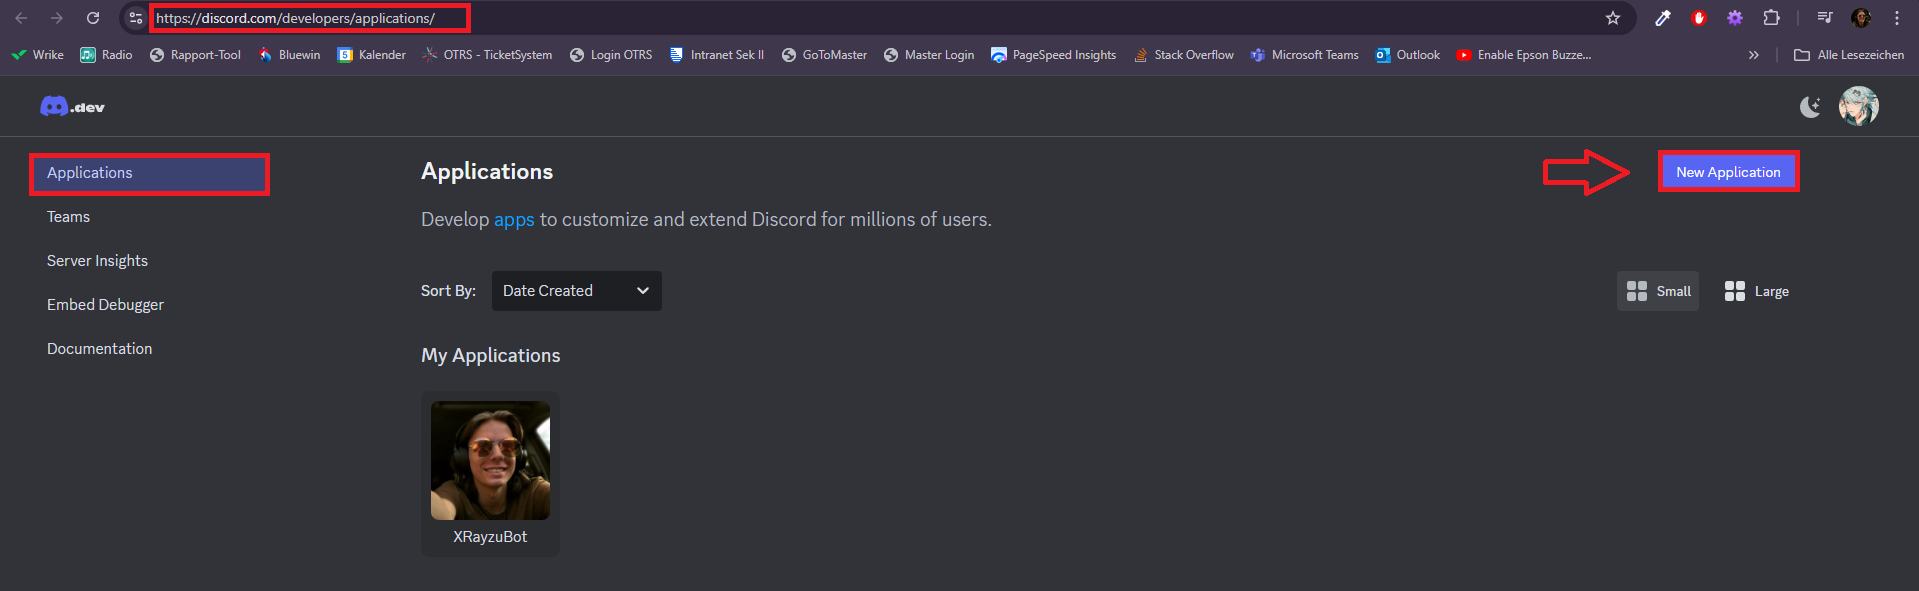 https://discord.com/developers/applications/
Wrike Radio Rapport-Tool Bluewin Kalender OTRS - TicketSystem Login OTRS Intranet Sek II GoToMaster Master Login PageSpeed Insights Stack Overflow Microsoft Teams Outlook Enable Epson Buzze... » Alle Lesezeichen
.dev
Applications
Teams
Server Insights
Embed Debugger
Documentation
Applications
New Application
Develop apps to customize and extend Discord for millions of users.
Sort By: Date Created
Small Large
My Applications
XRayzuBot